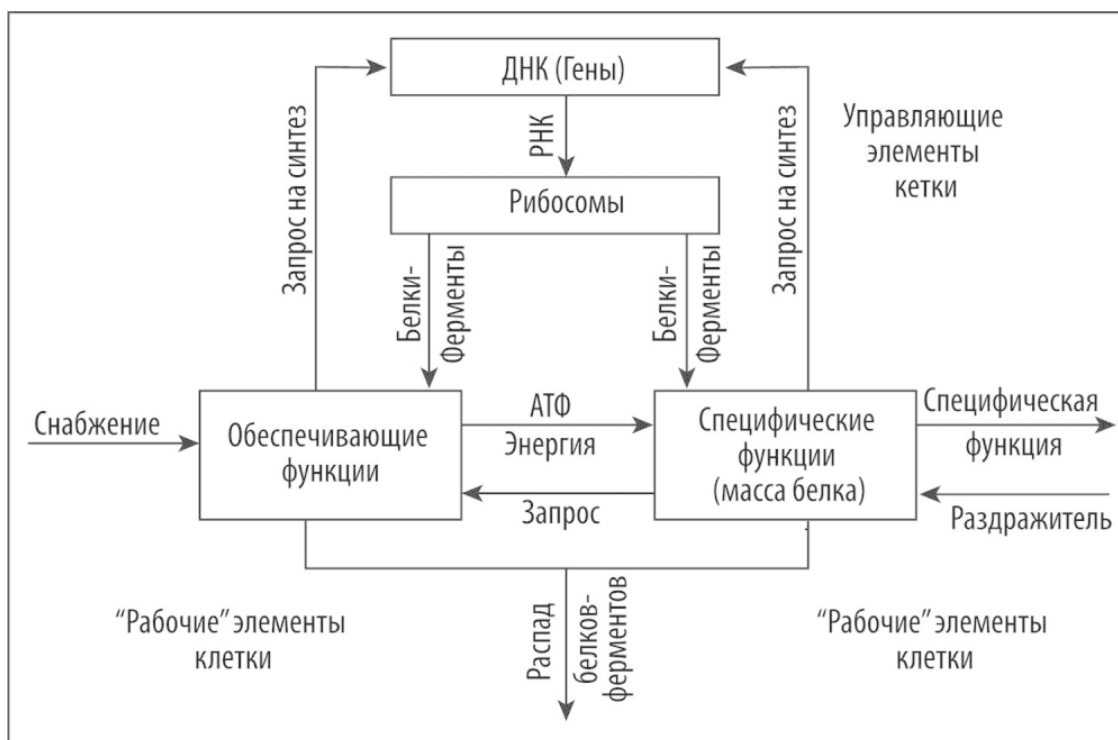 ДНК (Гены)
Запрос на синтез
РНК
Запрос на синтез
Управляющие
элементы
кетки
Рибосомы
Белки-
Ферменты
Белки-
Ферменты
Снабжение
Обеспечивающие
функции
АТФ
Энергия
Запрос
Специфические
функции
(масса белка)
Специфическая
функция
Раздражитель
“Рабочие” элементы
клетки
Распад
белков-
ферментов
“Рабочие” элементы
клетки